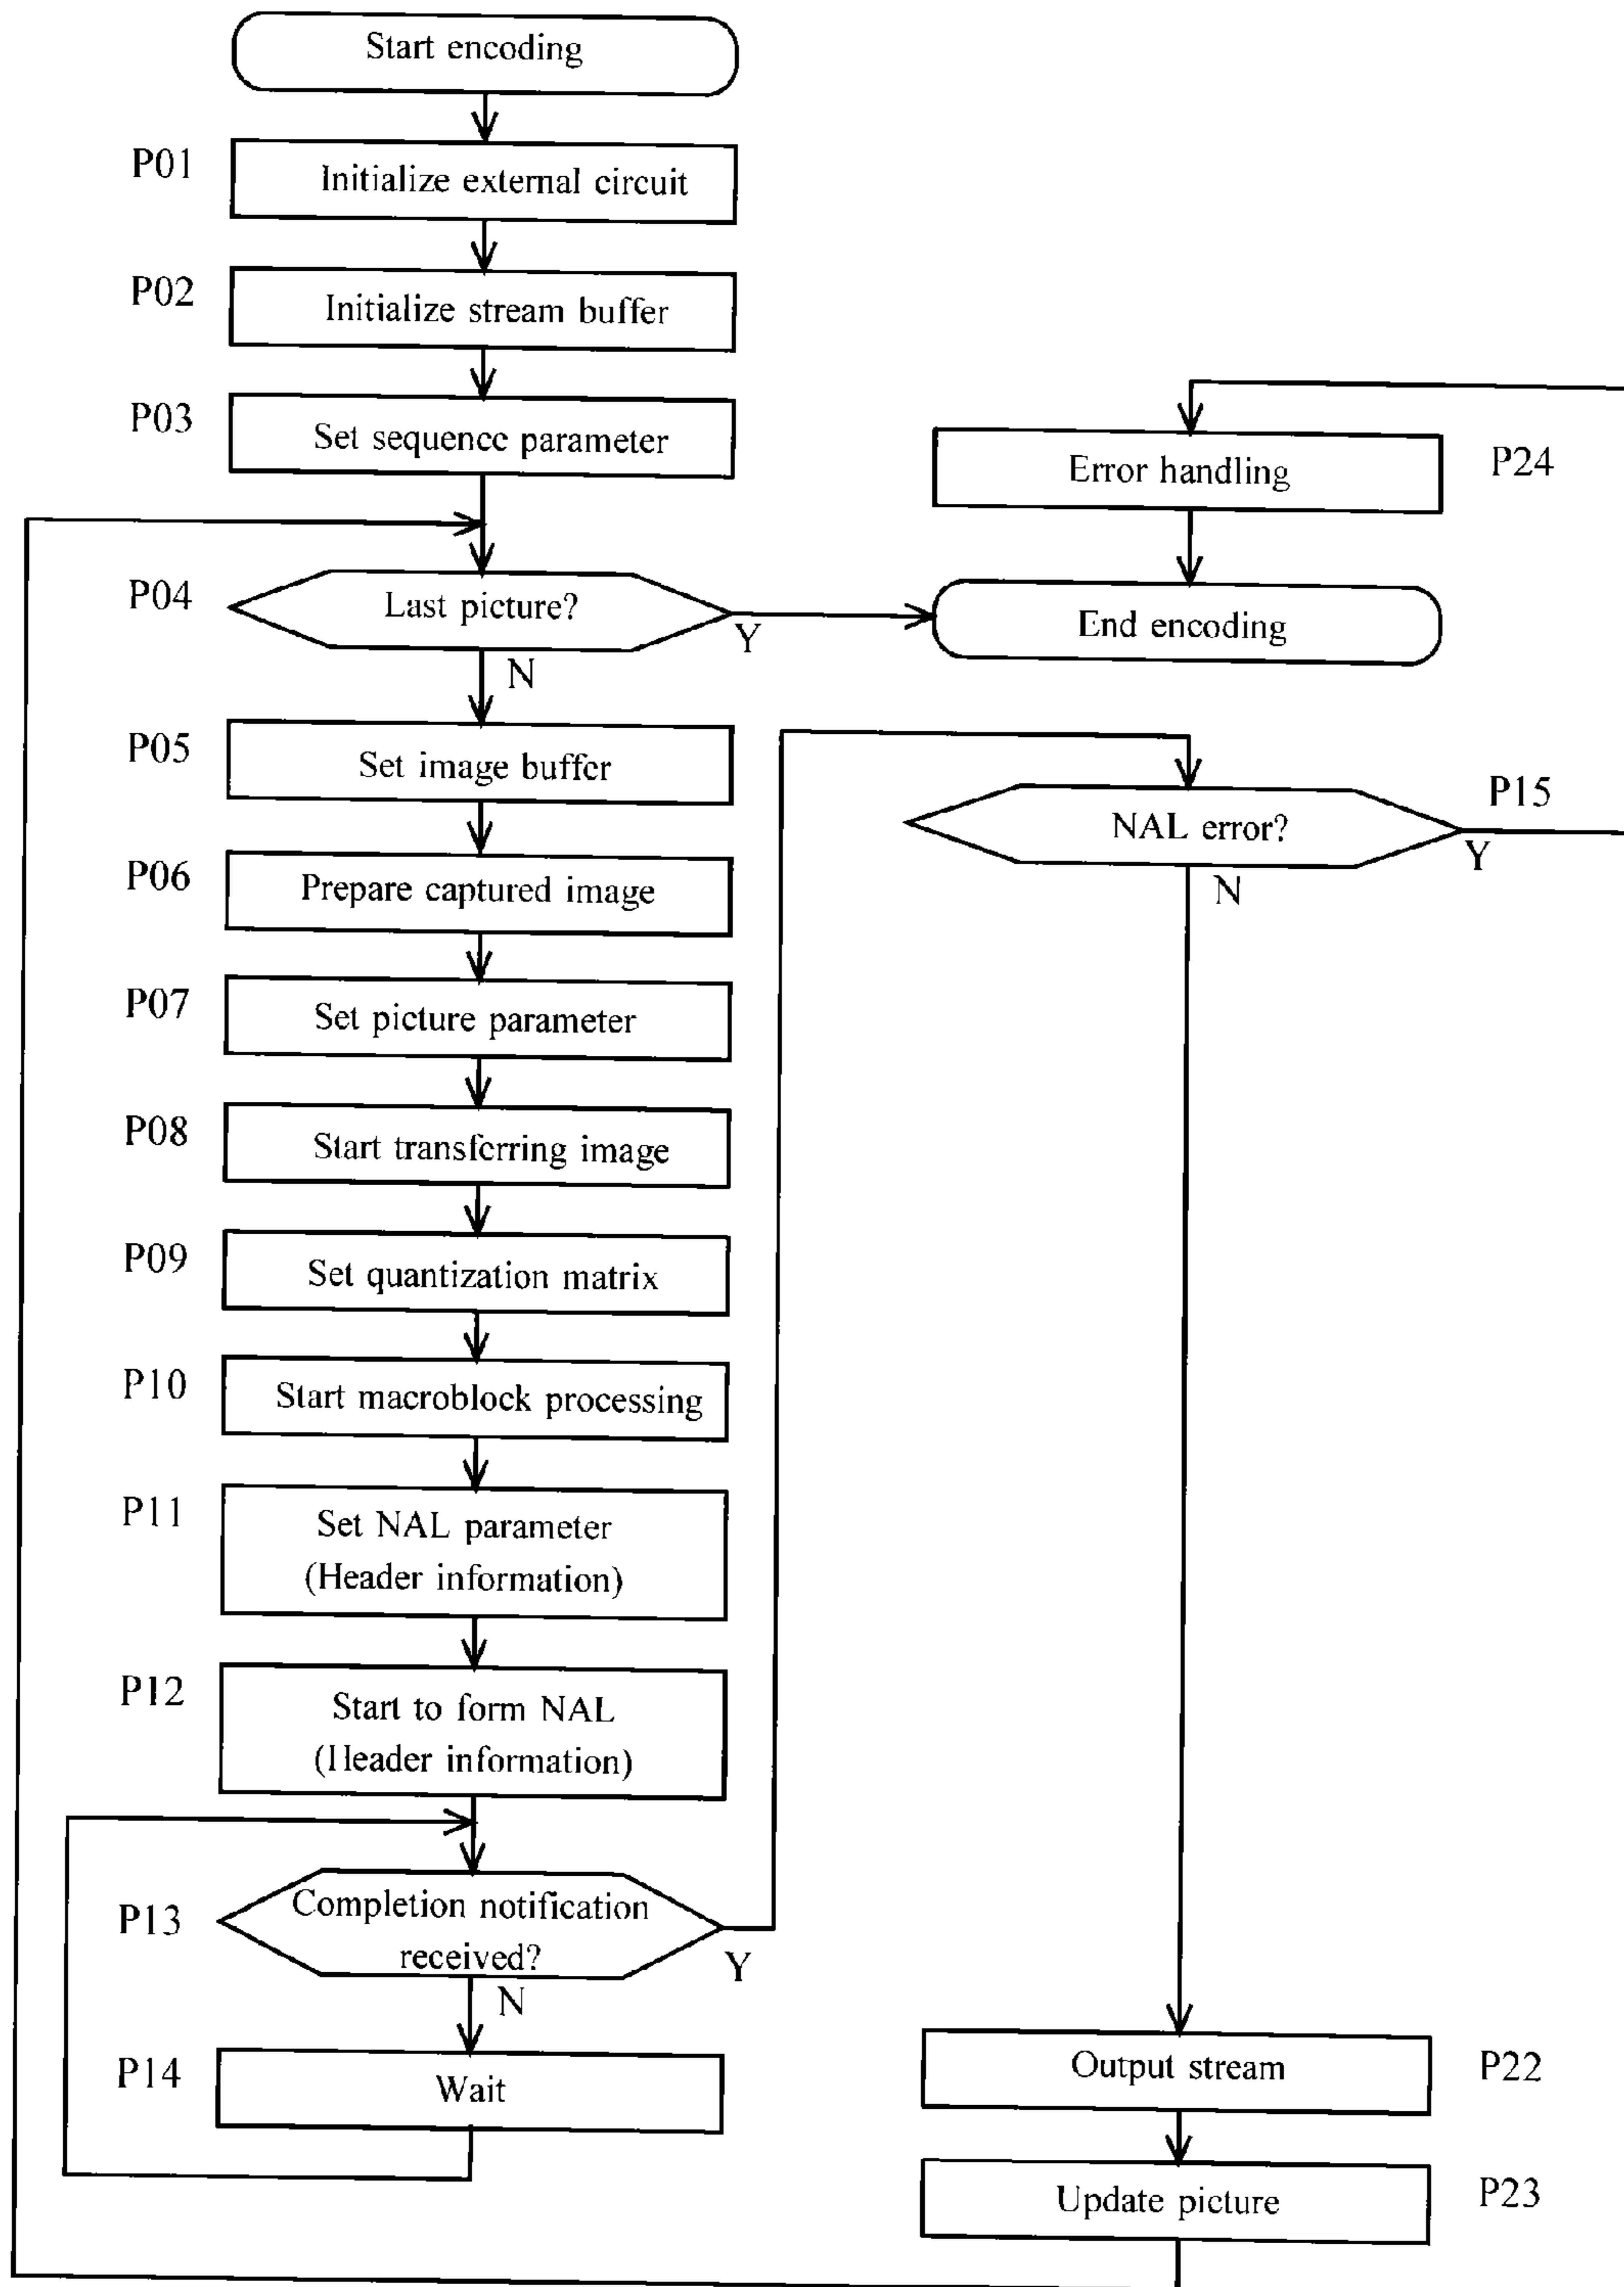 Start encoding
P01
Initialize external circuit
P02
Initialize stream buffer
P03
Set sequence parameter
P04
Last picture?
Y
N
P05
Set image buffer
P06
Prepare captured image
P07
Set picture parameter
P08
Start transferring image
P09
Set quantization matrix
P10
Start macroblock processing
P11
Set NAL parameter
(Header information)
P12
Start to form NAL
(Header information)
P13
Completion notification
received?
Y
N
P14
Wait
Error handling
P24
End encoding
P15
NAL error?
Y
N
Output stream
P22
Update picture
P23